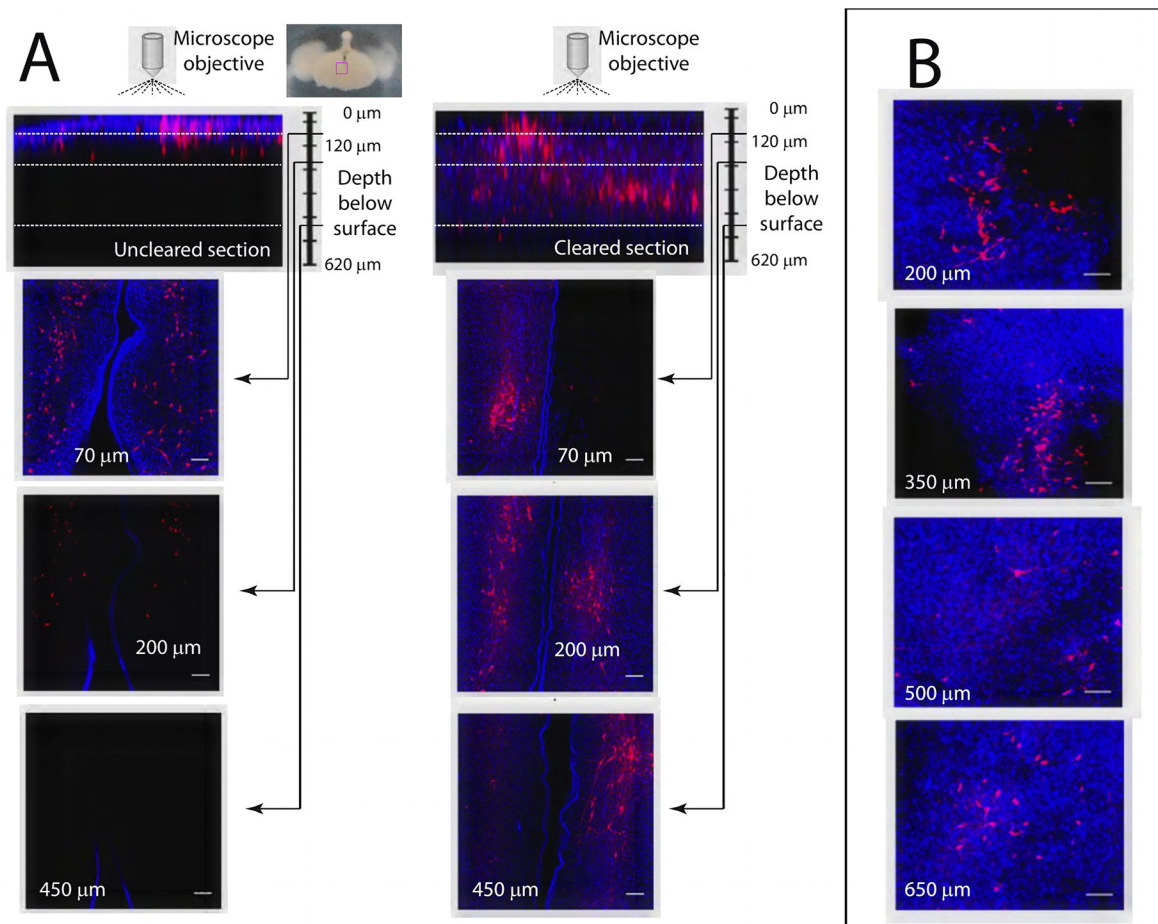 A
Microscope
objective
0 μm
120 μm
Depth
below
surface
620 μm
Uncleared section
70 μm
200 μm
450 μm
Microscope
objective
0 μm
120 μm
Depth
below
surface
620 μm
Cleared section
70 μm
200 μm
450 μm
B
200 μm
350 μm
500 μm
650 μm